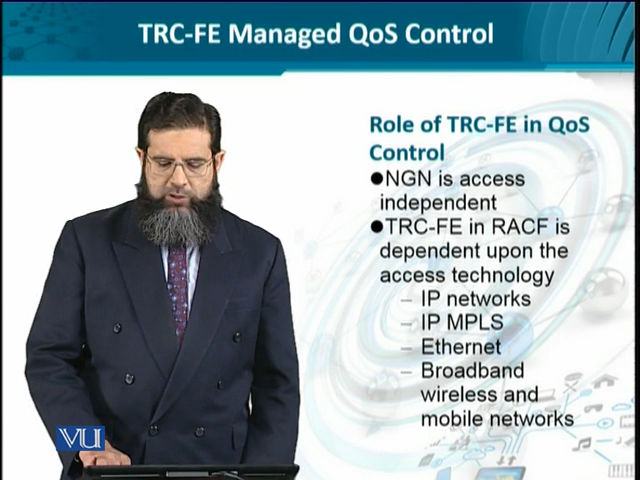 TRC-FE Managed QoS Control
Role of TRC-FE in QoS
Control
●NGN is access
independent
●TRC-FE in RACF is
dependent upon the
access technology
– IP networks
– IP MPLS
– Ethernet
– Broadband
wireless and
mobile networks
VU